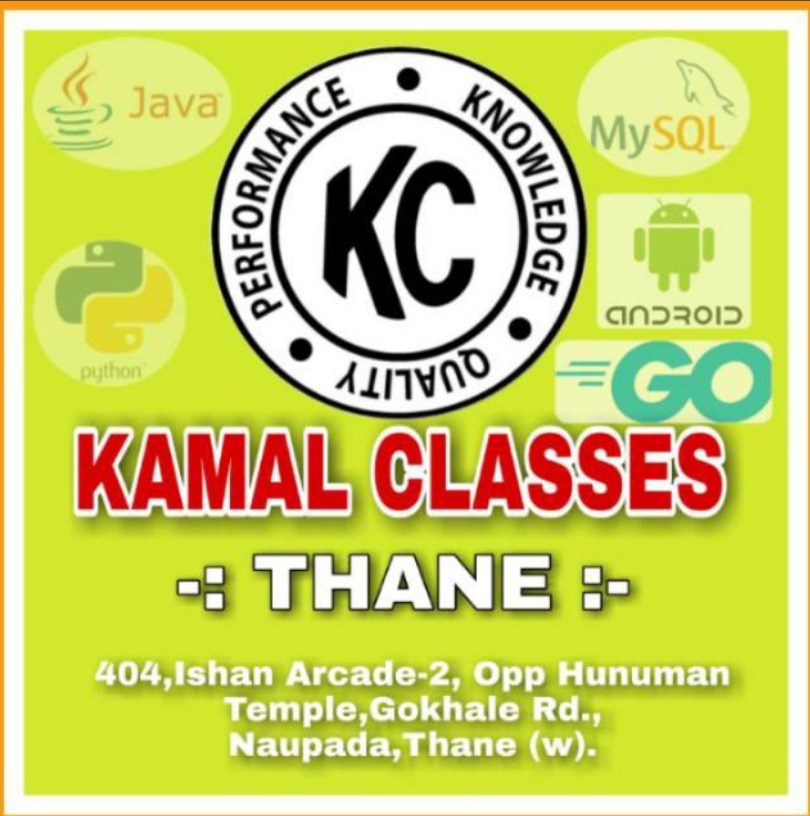 Java
PERFORMANCE
KNOWLEDGE
QUALITY
KC
MySQL
ANDROID
python
GO
KAMAL CLASSES
-: THANE :-
404,Ishan Arcade-2, Opp Hunuman
Temple,Gokhale Rd.,
Naupada,Thane (w).